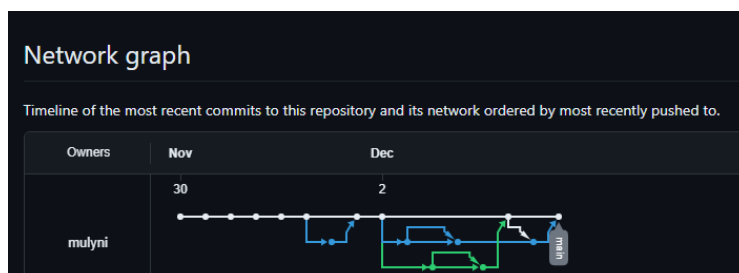 Network graph
Timeline of the most recent commits to this repository and its network ordered by most recently pushed to.
Owners Nov Dec
30 2
mulyni
main